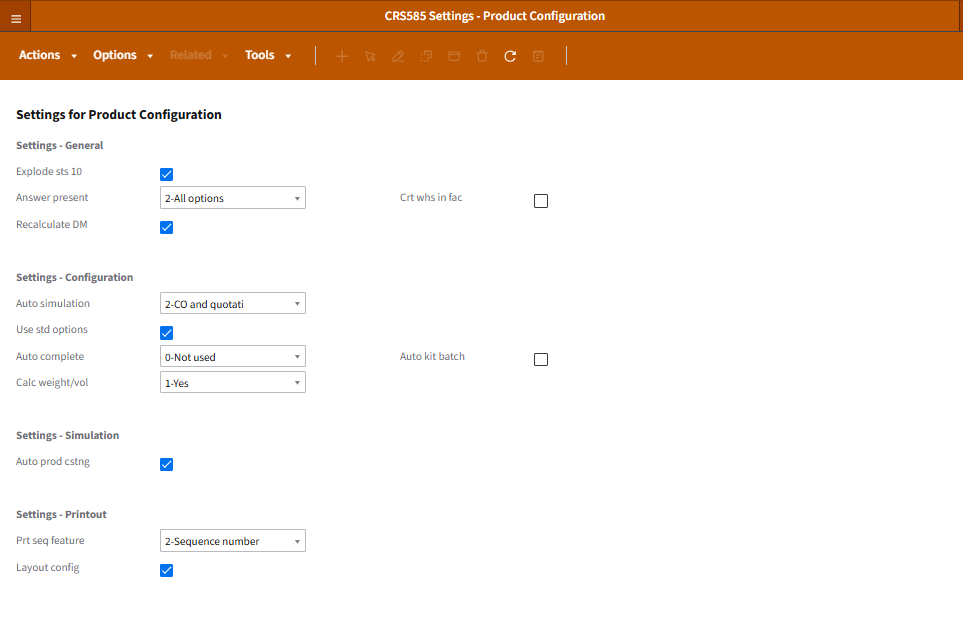 CRS585 Settings - Product Configuration
Actions Options Related Tools
Settings for Product Configuration
Settings - General
Explode sts 10
Answer present 2-All options Crt whs in fac
Recalculate DM
Settings - Configuration
Auto simulation 2-CO and quotati
Use std options
Auto complete 0-Not used Auto kit batch
Calc weight/vol 1-Yes
Settings - Simulation
Auto prod cstng
Settings - Printout
Prt seq feature 2-Sequence number
Layout config